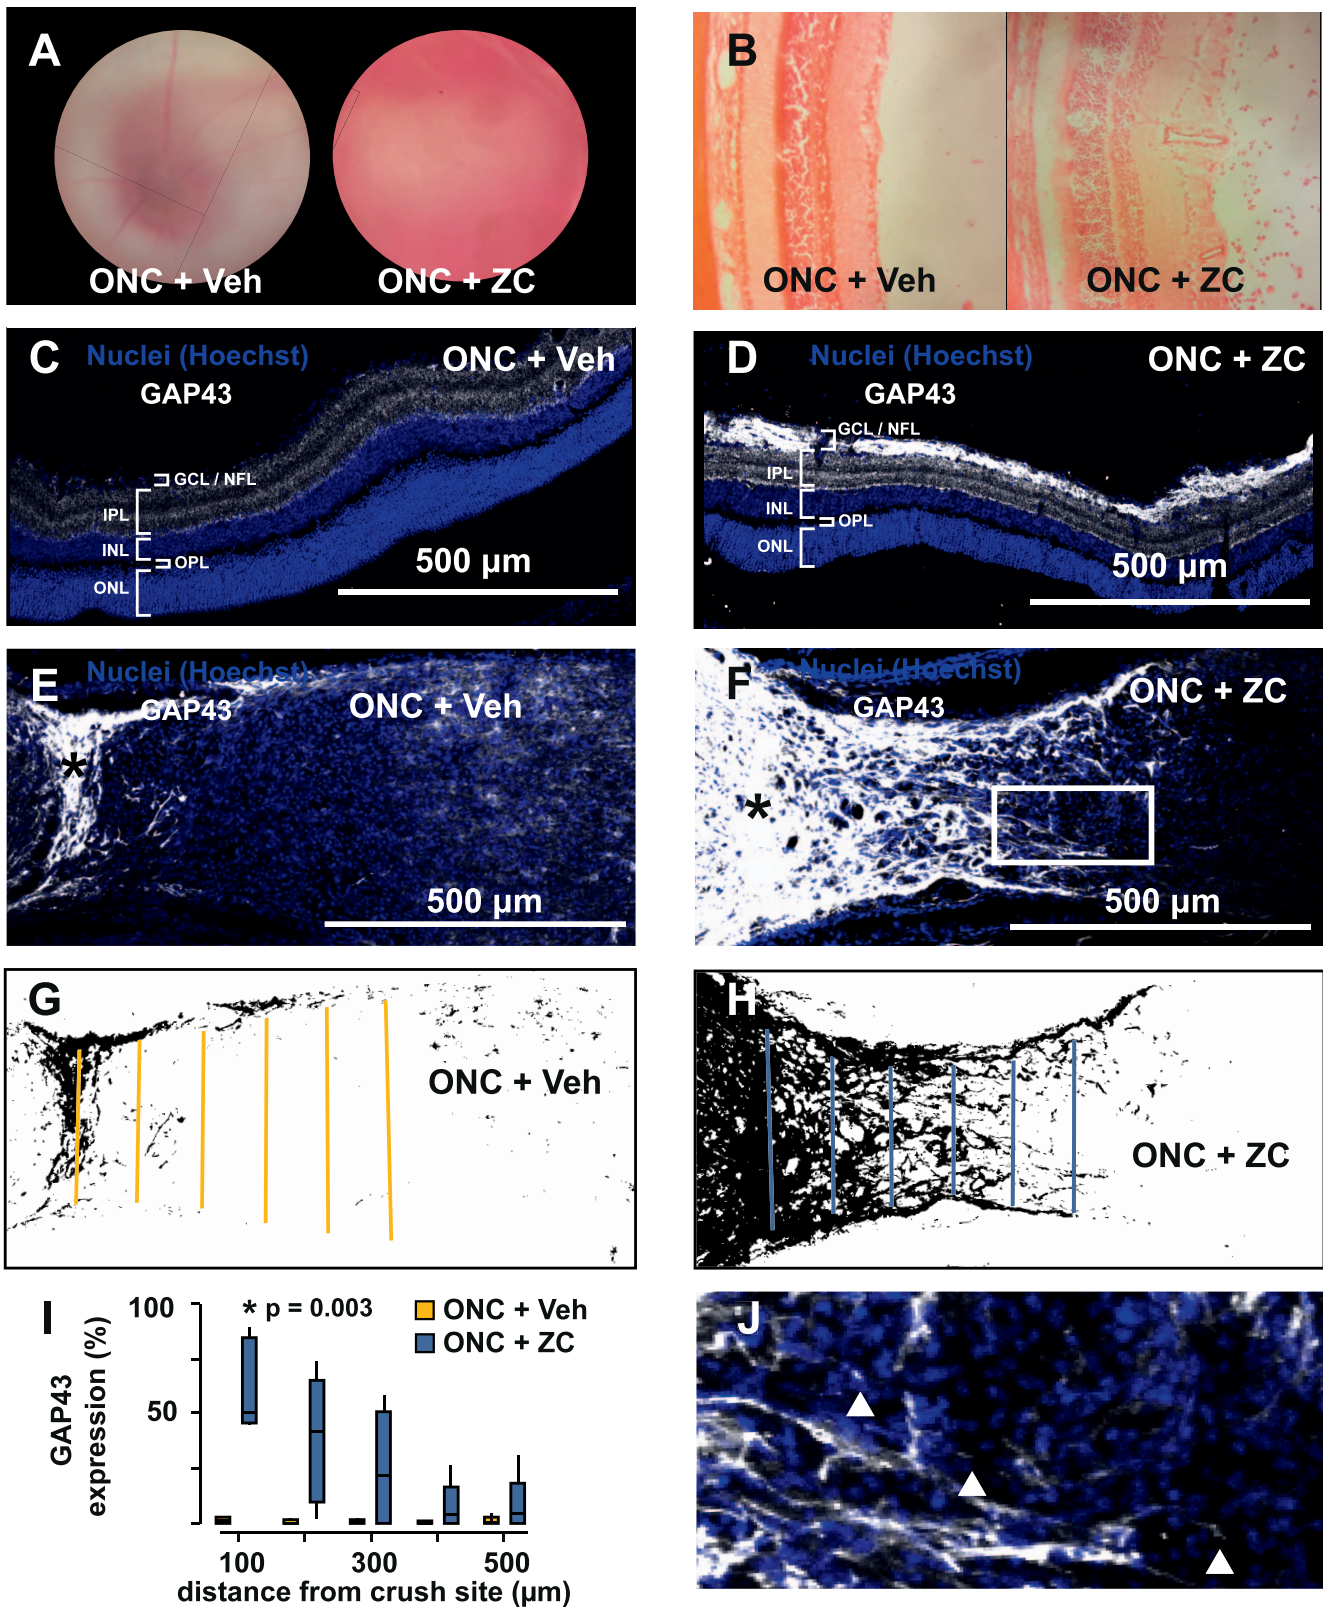 A
ONC + Veh
ONC + ZC
B
ONC + Veh
ONC + ZC
C
Nuclei (Hoechst)
GAP43
ONC + Veh
GCL / NFL
IPL
INL
OPL
ONL
500 µm
D
Nuclei (Hoechst)
GAP43
ONC + ZC
GCL / NFL
IPL
INL
OPL
ONL
500 µm
E
Nuclei (Hoechst)
GAP43
ONC + Veh
*
500 µm
F
Nuclei (Hoechst)
GAP43
ONC + ZC
*
500 µm
G
ONC + Veh
H
ONC + ZC
I
GAP43
expression (%)
100
50
* p = 0.003
ONC + Veh
ONC + ZC
100
300
500
distance from crush site (µm)
J